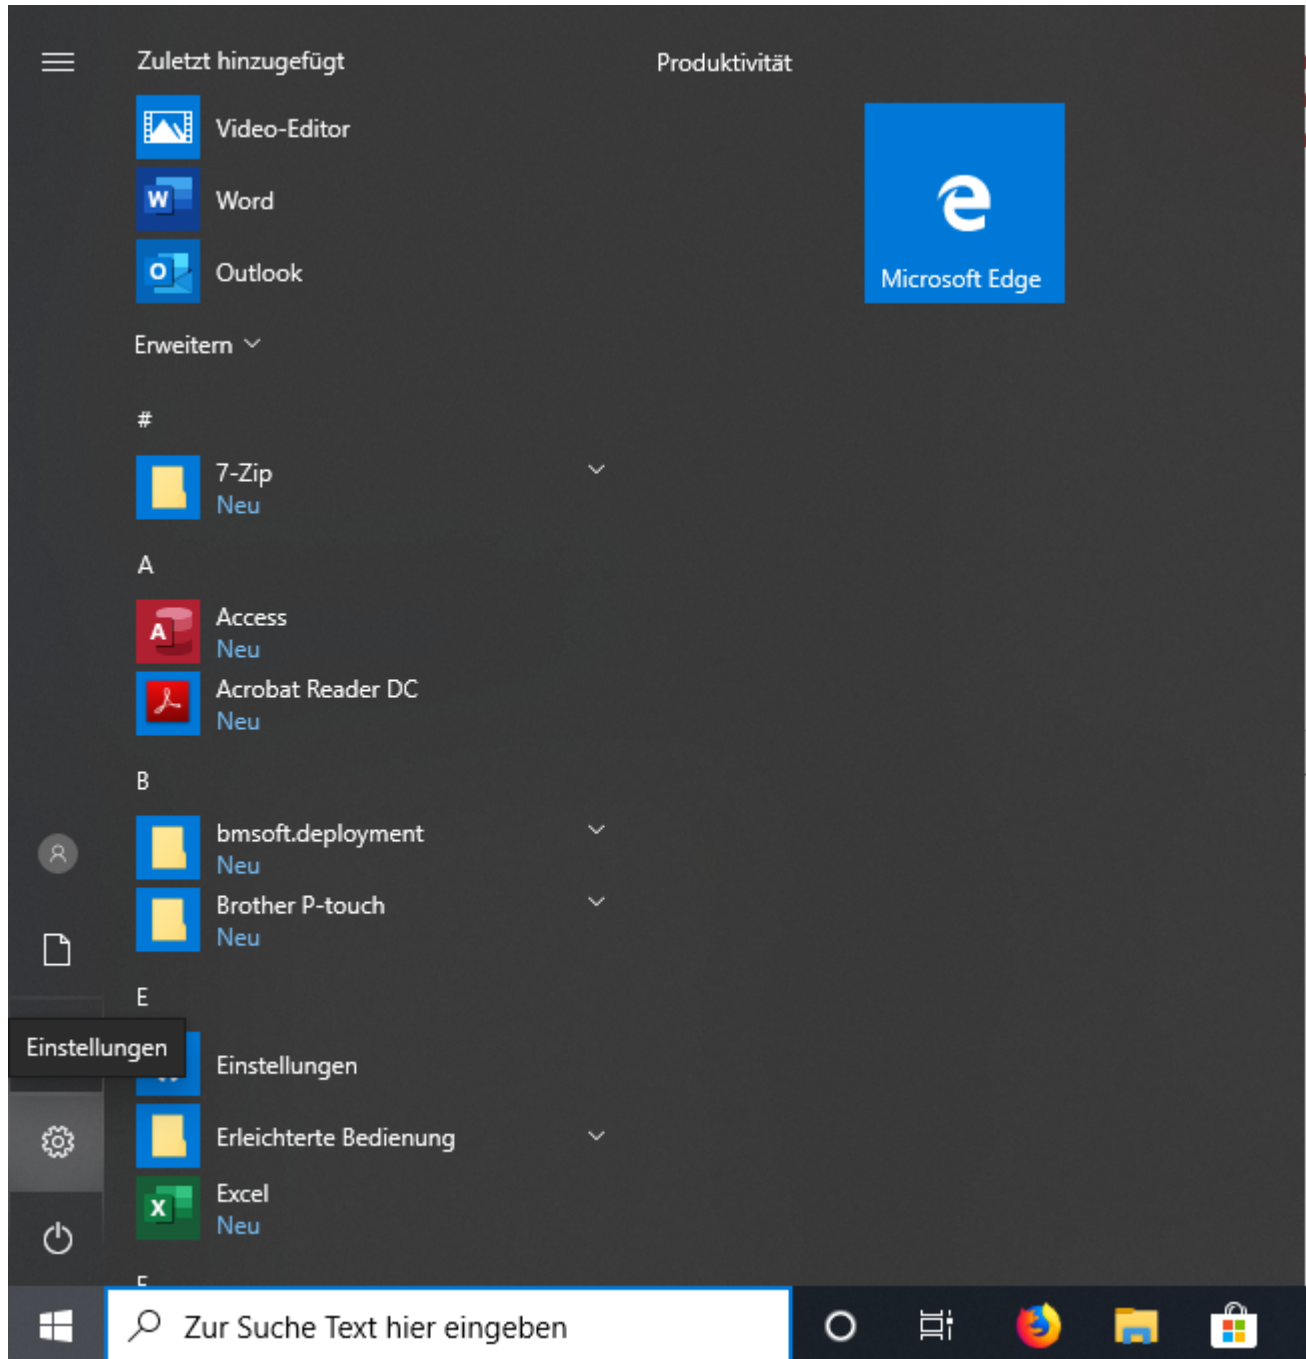 Zuletzt hinzugefügt
Produktivität
Video-Editor
Word
Outlook
Microsoft Edge
Erweitern
#
7-Zip
Neu
A
Access
Neu
Acrobat Reader DC
Neu
B
bmsoft.deployment
Neu
Brother P-touch
Neu
E
Einstellungen
Einstellungen
Erleichterte Bedienung
Excel
Neu
Zur Suche Text hier eingeben